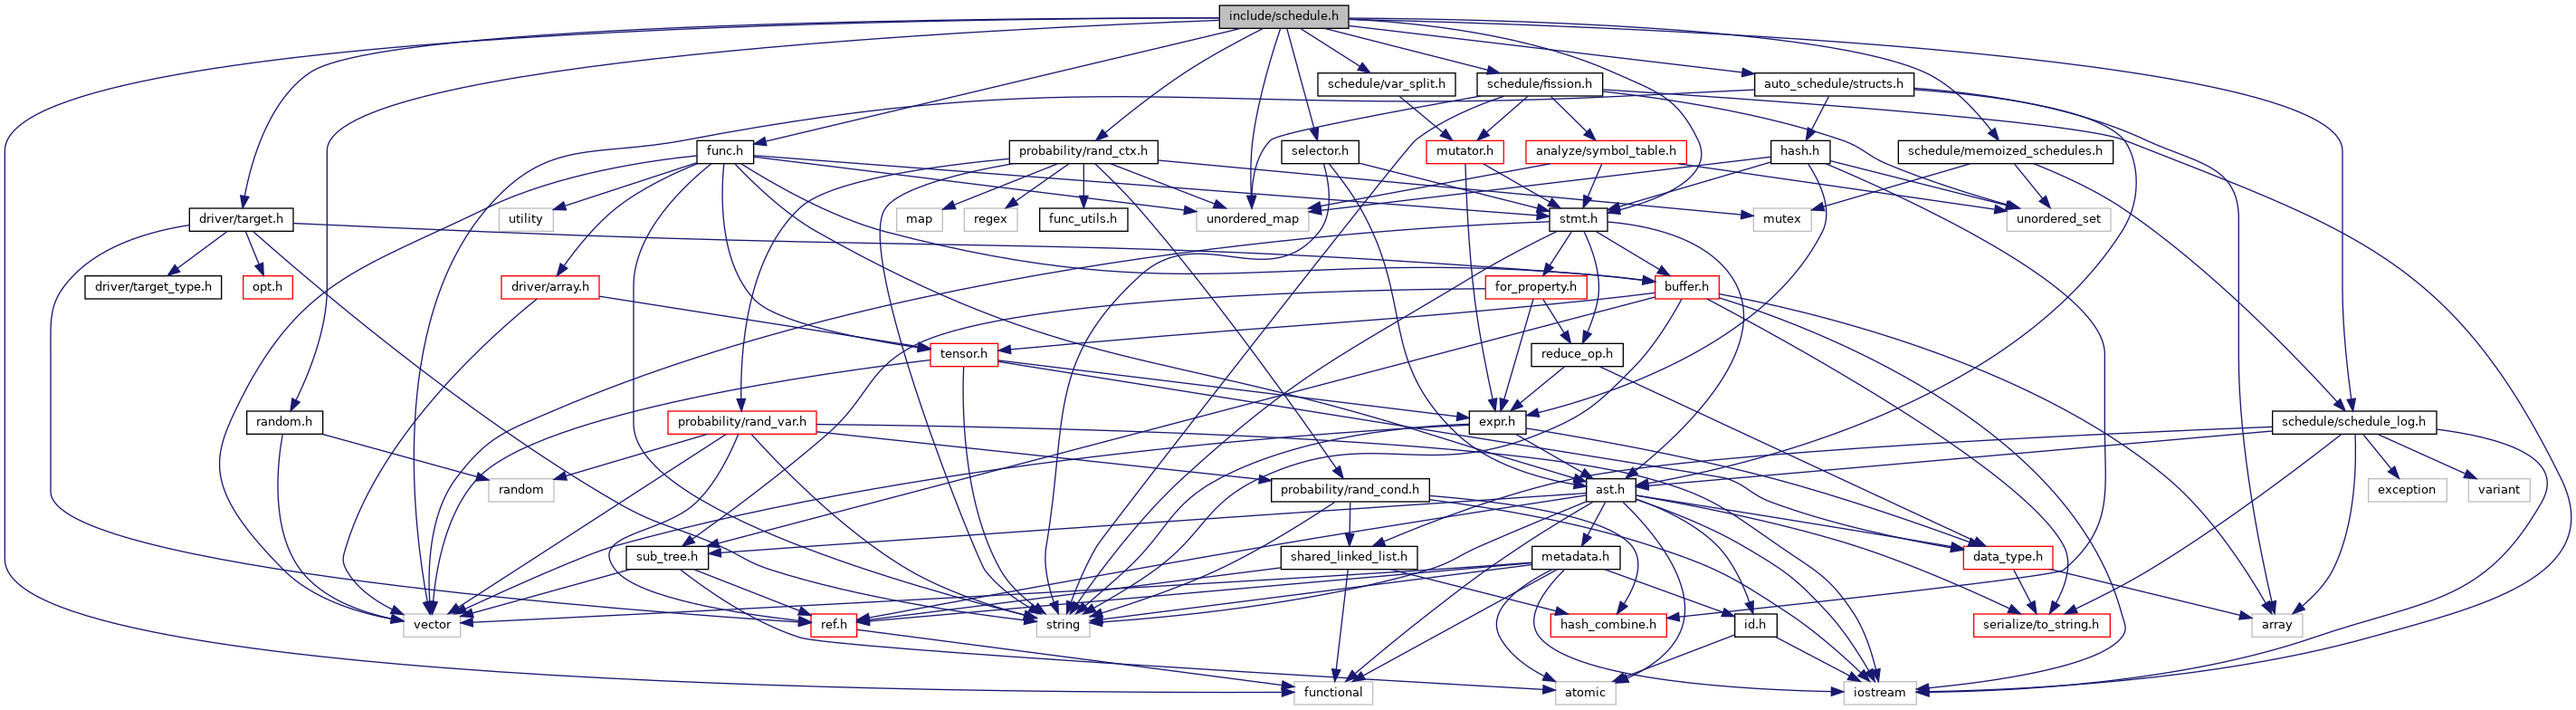 include/schedule.h
schedule/var_split.h
schedule/fission.h
auto_schedule/structs.h
func.h
probability/rand_ctx.h
selector.h
mutator.h
analyze/symbol_table.h
hash.h
schedule/memoized_schedules.h
driver/target.h
utility
map
regex
func_utils.h
unordered_map
stmt.h
mutex
unordered_set
driver/target_type.h
opt.h
driver/array.h
for_property.h
buffer.h
tensor.h
reduce_op.h
random.h
probability/rand_var.h
expr.h
schedule/schedule_log.h
random
probability/rand_cond.h
ast.h
exception
variant
sub_tree.h
shared_linked_list.h
metadata.h
data_type.h
vector
ref.h
string
hash_combine.h
id.h
serialize/to_string.h
array
functional
atomic
iostream